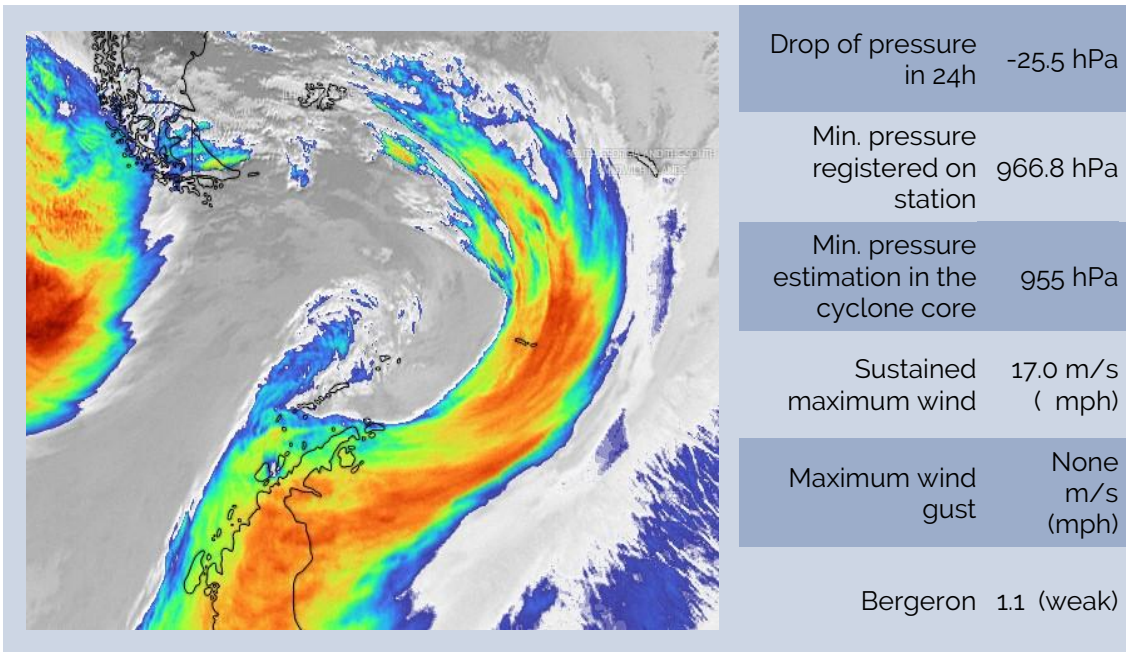 Drop of pressure
in 24h
-25.5 hPa
Min. pressure
registered on
station
966.8 hPa
Min. pressure
estimation in the
cyclone core
955 hPa
Sustained
maximum wind
17.0 m/s
( mph)
Maximum wind
gust
None
m/s
(mph)
Bergeron
1.1 (weak)